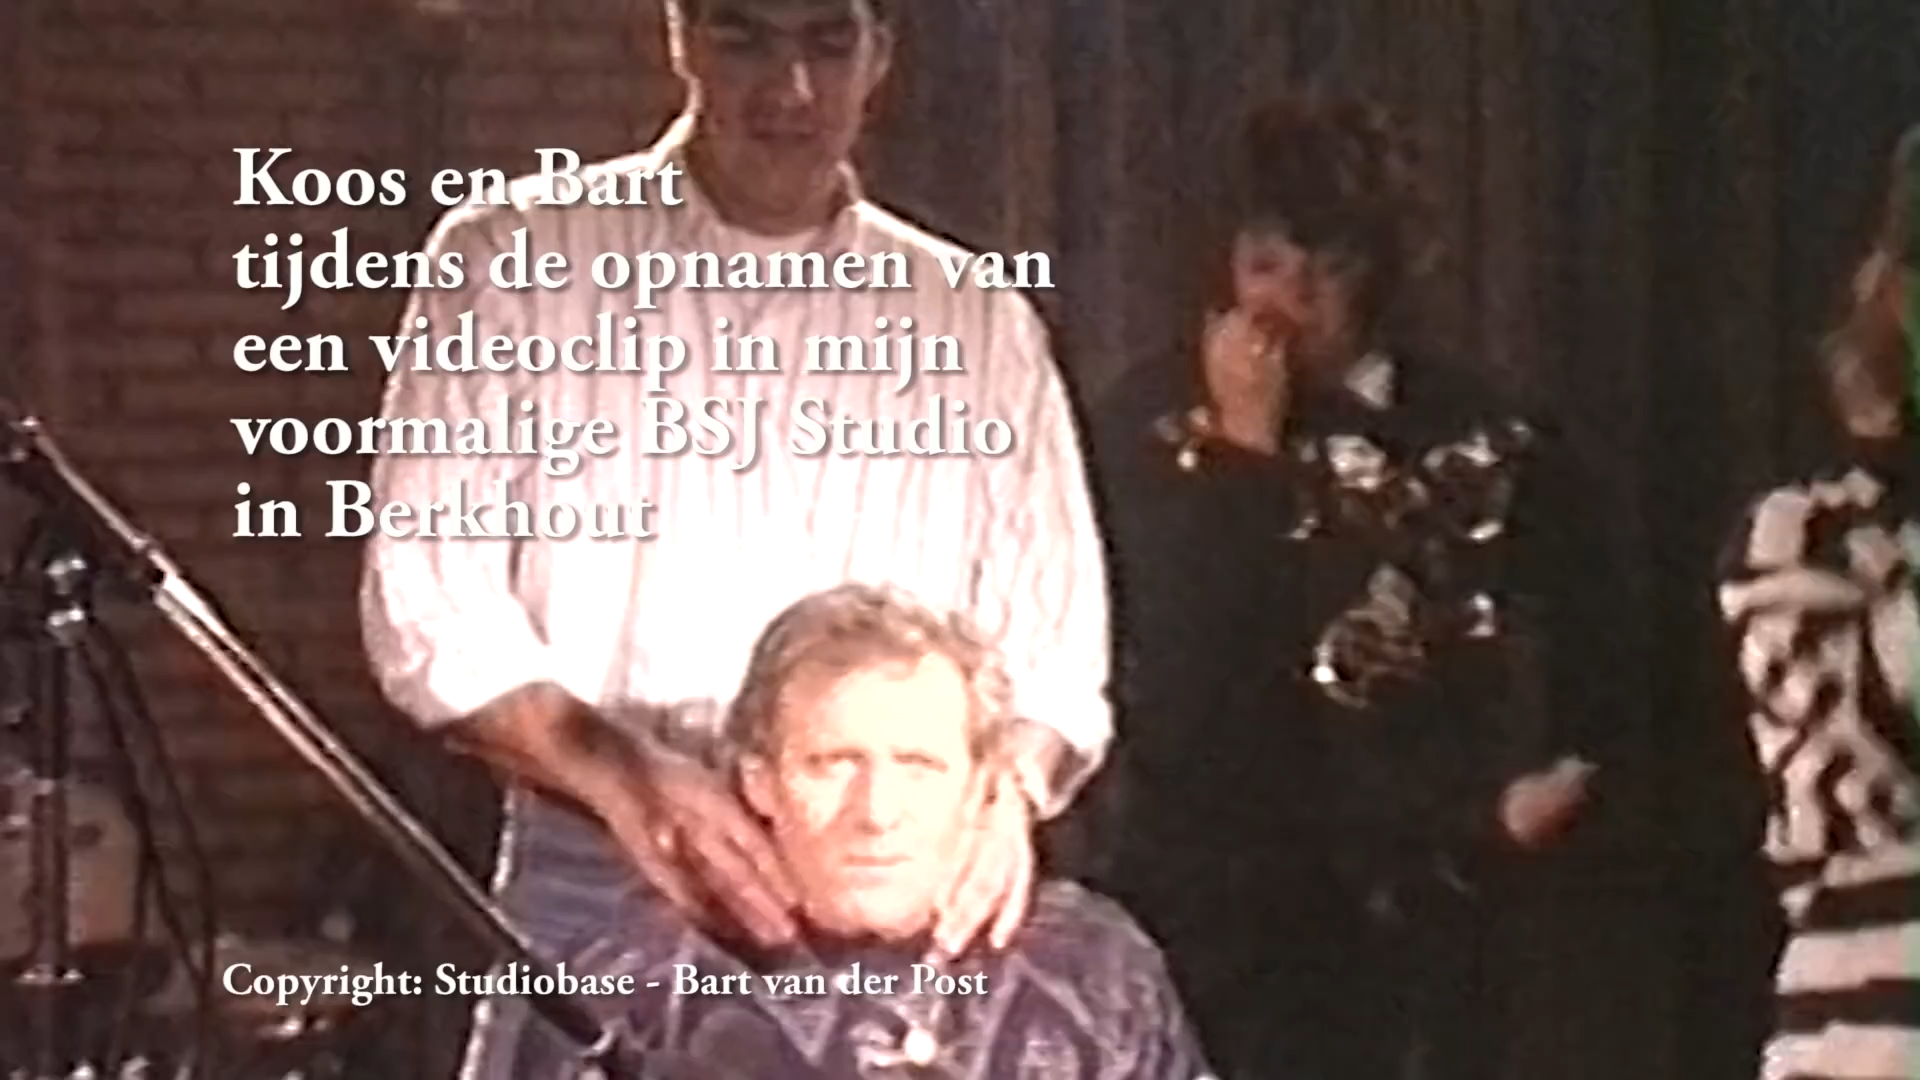 Koos en Bart
tijdens de opnamen van
een videoclip in mijn
voormalige BSJ Studio
in Berkhout
Copyright: Studiobase - Bart van der Post